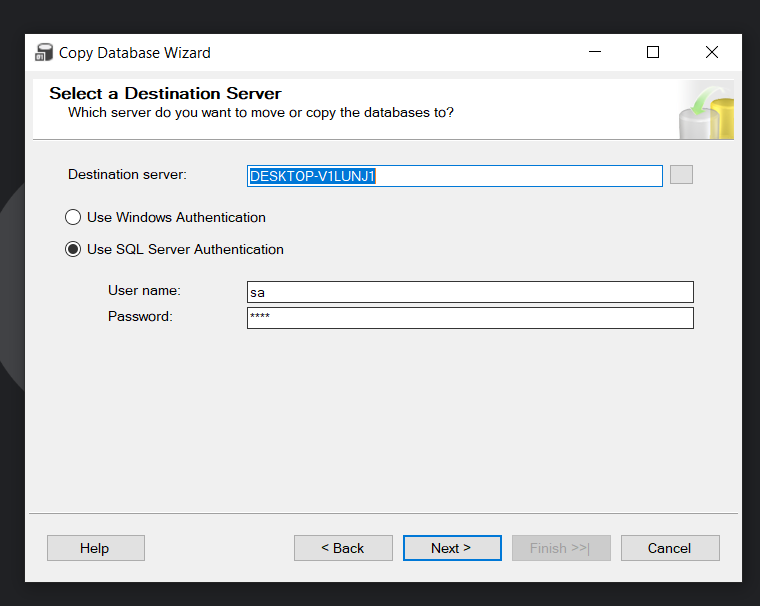 Copy Database Wizard
Select a Destination Server
Which server do you want to move or copy the databases to?
Destination server: DESKTOP-V1LUNJ1
Use Windows Authentication
Use SQL Server Authentication
User name: sa
Password: ****
Help < Back Next > Finish >>| Cancel